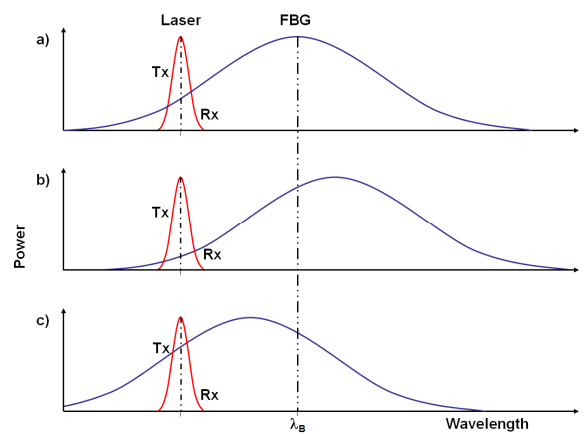 Laser FBG
a)
Tx
Rx
b)
Tx
Rx
Power
c)
Tx
Rx
λB Wavelength